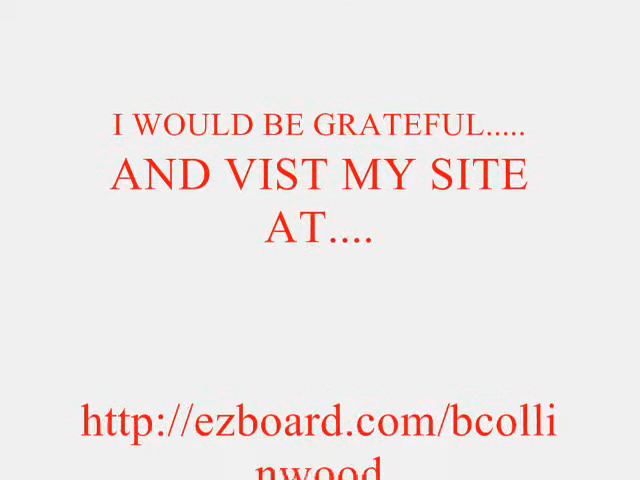 I WOULD BE GRATEFUL.....
AND VIST MY SITE
AT....
http://ezboard.com/bcolli
nwood